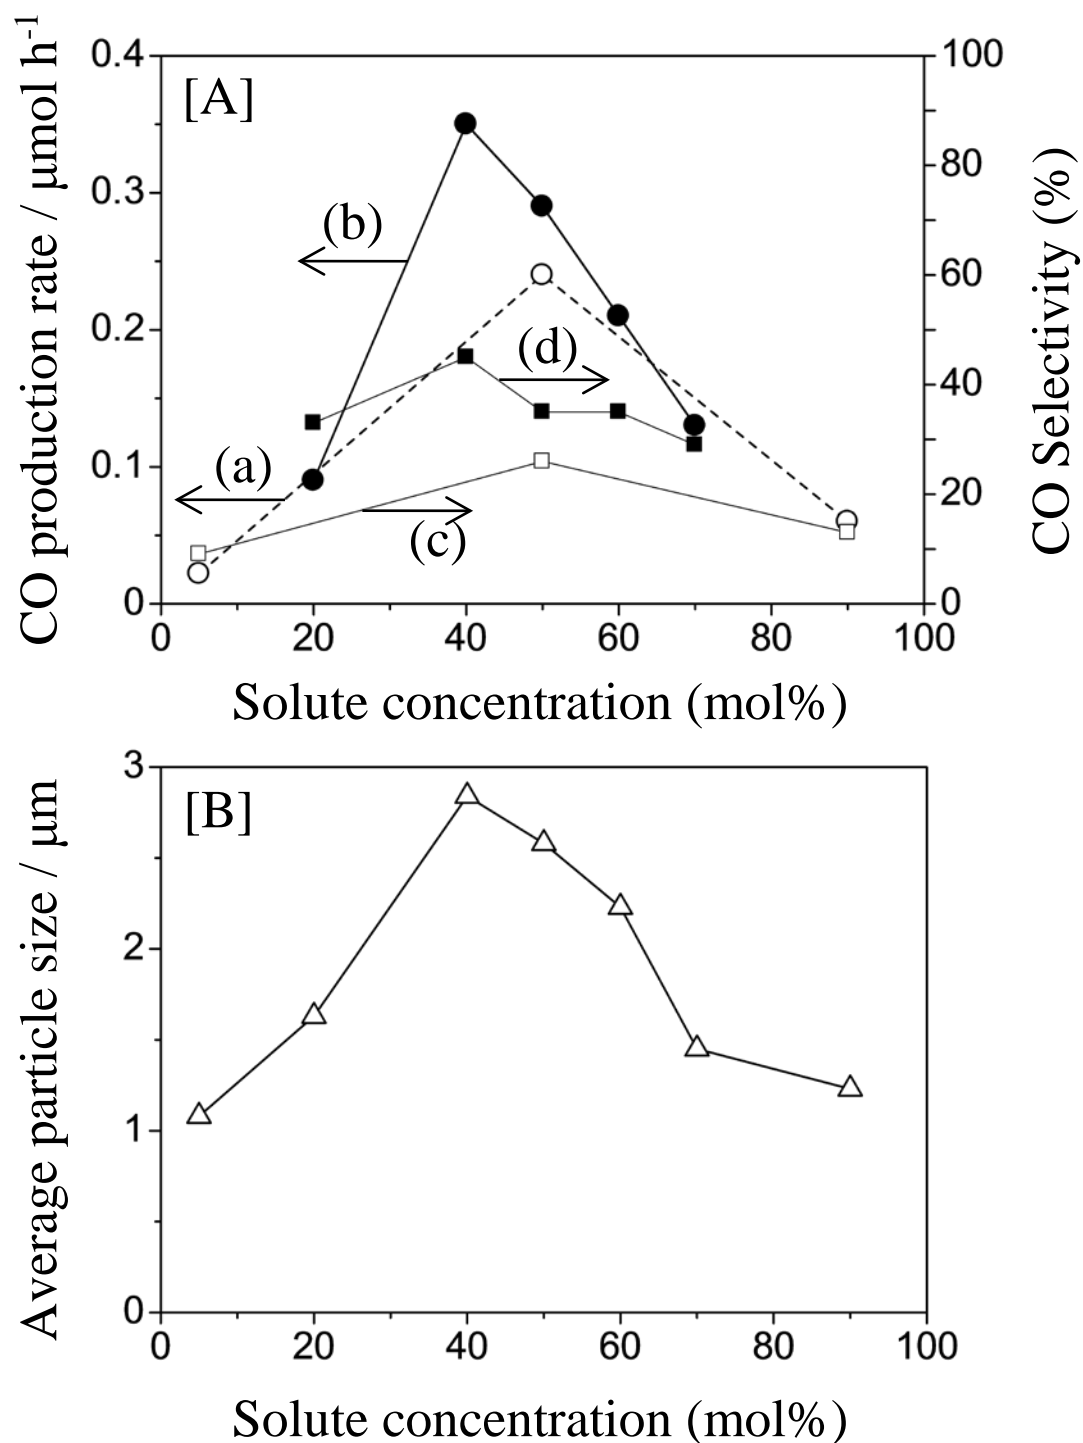 CO production rate / μmol h-1
0.4
0.3
0.2
0.1
0
[A]
(b)
(a)
(d)
(c)
100
80
60
40
20
0
CO Selectivity (%)
0 20 40 60 80 100
Solute concentration (mol%)
Average particle size / μm
3
2
1
0
[B]
0 20 40 60 80 100
Solute concentration (mol%)